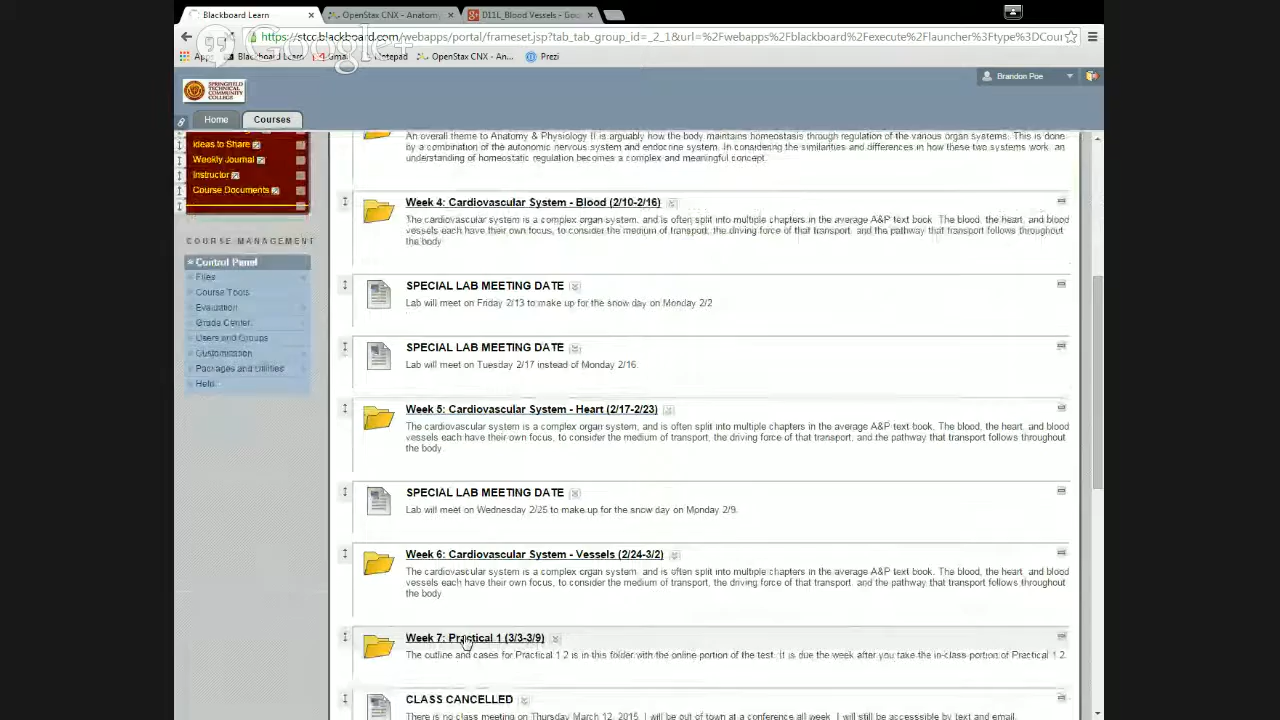 Blackboard Learn
OpenStax CNX - Anatomy
D11L_Blood Vessels - Goo
Google+
https://stcc.blackboard.com/webapps/portal/frameset.jsp?tab_tab_group_id=_2_1&url=%2Fwebapps%2Fblackboard%2Fexecute%2Flauncher%3Ftype%3DCour
Apps
Blackboard Learn
Gmail
Notepad
OpenStax CNX - An...
Prezi
SPRINGFIELD
TECHNICAL
COMMUNITY
COLLEGE
Brandon Poe
Home
Courses
Ideas to Share
Weekly Journal
Instructor
Course Documents
COURSE MANAGEMENT
Control Panel
Files
Course Tools
Evaluation
Grade Center
Users and Groups
Customization
Packages and Utilities
Help
An overall theme to Anatomy & Physiology II is arguably how the body maintains homeostasis through regulation of the various organ systems. This is done
by a combination of the autonomic nervous system and endocrine system. In considering the similarities and differences in how these two systems work, an
understanding of homeostatic regulation becomes a complex and meaningful concept.
Week 4: Cardiovascular System - Blood (2/10-2/16)
The cardiovascular system is a complex organ system, and is often split into multiple chapters in the average A&P text book. The blood, the heart, and blood
vessels each have their own focus, to consider the medium of transport, the driving force of that transport, and the pathway that transport follows throughout
the body.
SPECIAL LAB MEETING DATE
Lab will meet on Friday 2/13 to make up for the snow day on Monday 2/2
SPECIAL LAB MEETING DATE
Lab will meet on Tuesday 2/17 instead of Monday 2/16.
Week 5: Cardiovascular System - Heart (2/17-2/23)
The cardiovascular system is a complex organ system, and is often split into multiple chapters in the average A&P text book. The blood, the heart, and blood
vessels each have their own focus, to consider the medium of transport, the driving force of that transport, and the pathway that transport follows throughout
the body.
SPECIAL LAB MEETING DATE
Lab will meet on Wednesday 2/25 to make up for the snow day on Monday 2/9.
Week 6: Cardiovascular System - Vessels (2/24-3/2)
The cardiovascular system is a complex organ system, and is often split into multiple chapters in the average A&P text book. The blood, the heart, and blood
vessels each have their own focus, to consider the medium of transport, the driving force of that transport, and the pathway that transport follows throughout
the body.
Week 7: Practical 1 (3/3-3/9)
The outline and cases for Practical 1.2 is in this folder with the online portion of the test. It is due the week after you take the in-class portion of Practical 1.2.
CLASS CANCELLED
There is no class meeting on Thursday March 12, 2015. I will be out of town at a conference all week. I will still be accessible by text and email.